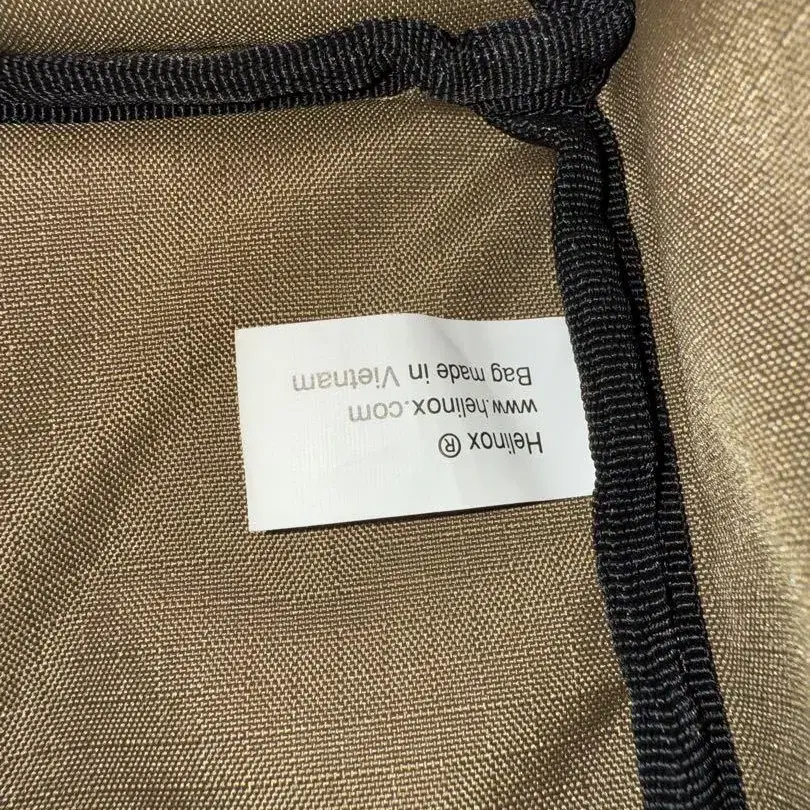 Helinox ®
www.helinox.com
Bag made in Vietnam